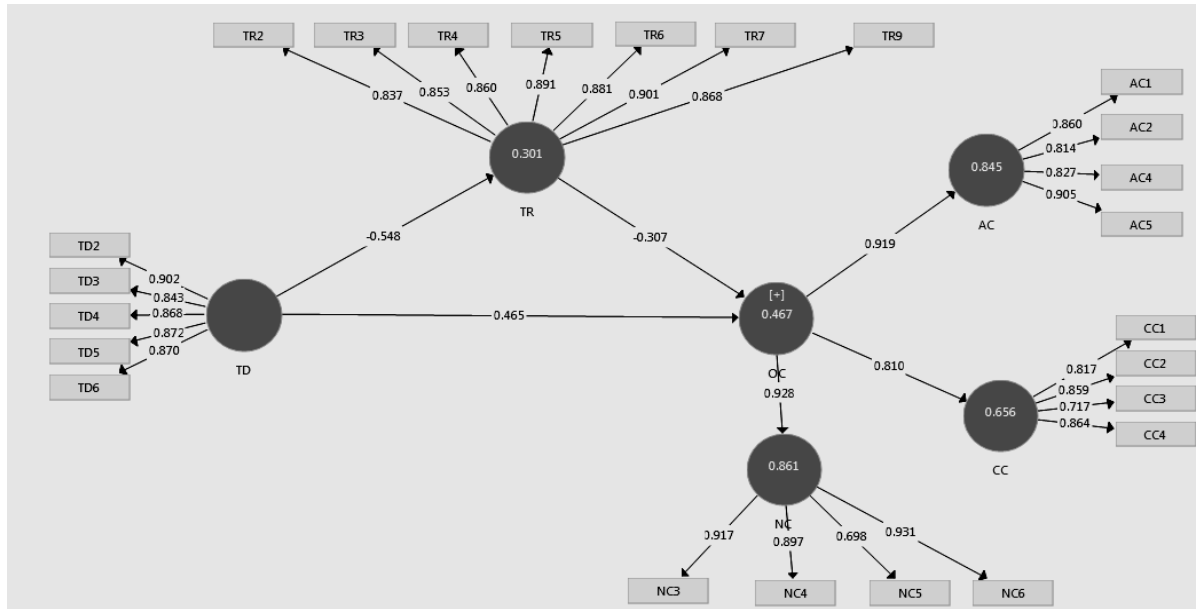 TR2 TR3 TR4 TR5 TR6 TR7 TR9
0.837 0.853 0.860 0.891 0.881 0.901 0.868
0.301
TR
AC1
AC2
AC4
AC5
0.860
0.814
0.827
0.905
0.845
AC
-0.548
-0.307
0.919
TD2
TD3
TD4
TD5
TD6
0.902
0.843
0.868
0.872
0.870
TD
0.465
[+]
0.467
OC
0.810
0.928
CC1
CC2
CC3
CC4
0.817
0.859
0.717
0.864
0.656
CC
0.861
NC
0.917 0.897 0.698 0.931
NC3 NC4 NC5 NC6